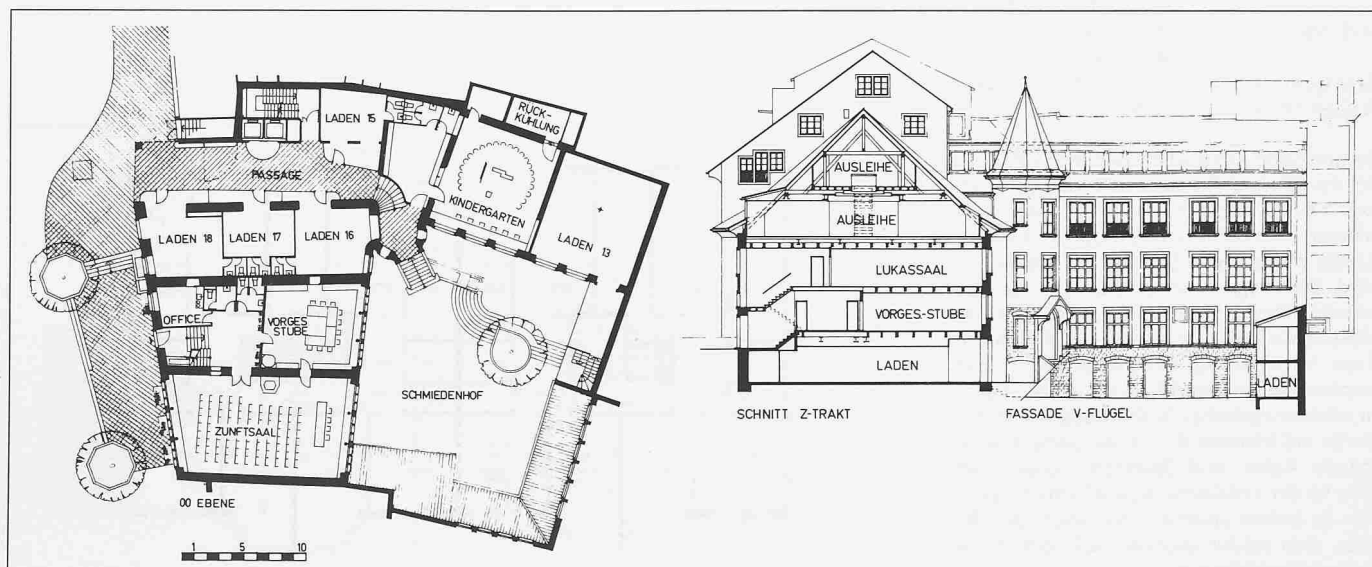 LADEN 15
RÜCK-
KÜHLUNG
PASSAGE
KINDERGARTEN
LADEN 18
LADEN 17
LADEN 16
LADEN 13
OFFICE
VORGES
STUBE
SCHMIEDENHOF
ZUNFTSAAL
00 EBENE
1 5 10
AUSLEIHE
AUSLEIHE
LUKASSAAL
VORGES-STUBE
LADEN
LADEN
SCHNITT Z-TRAKT
FASSADE V-FLÜGEL